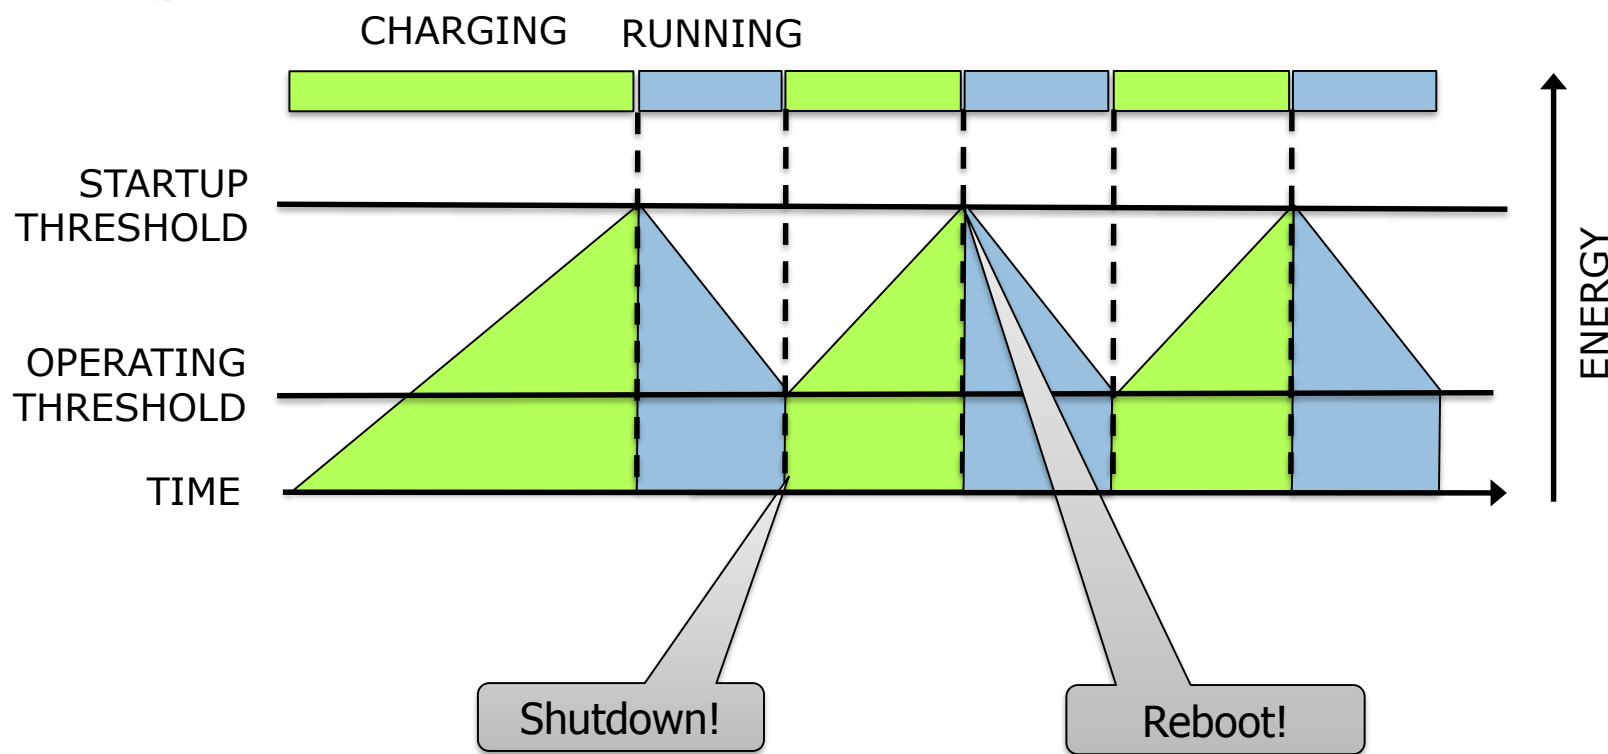 CHARGING
RUNNING
STARTUP
THRESHOLD
OPERATING
THRESHOLD
TIME
ENERGY
Shutdown!
Reboot!